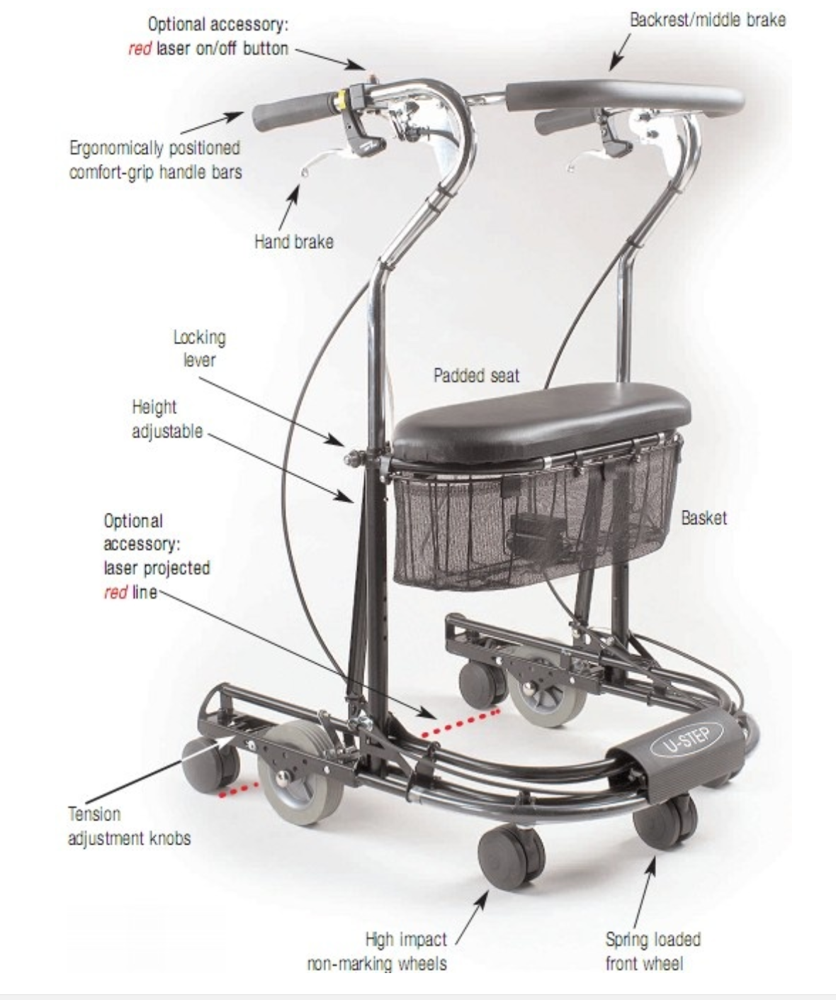 Optional accessory:
red laser on/off button
Backrest/middle brake
Ergonomically positioned
comfort-grip handle bars
Hand brake
Locking
lever
Padded seat
Height
adjustable
Optional
accessory:
laser projected
red line
Basket
U-STEP
Tension
adjustment knobs
High impact
non-marking wheels
Spring loaded
front wheel